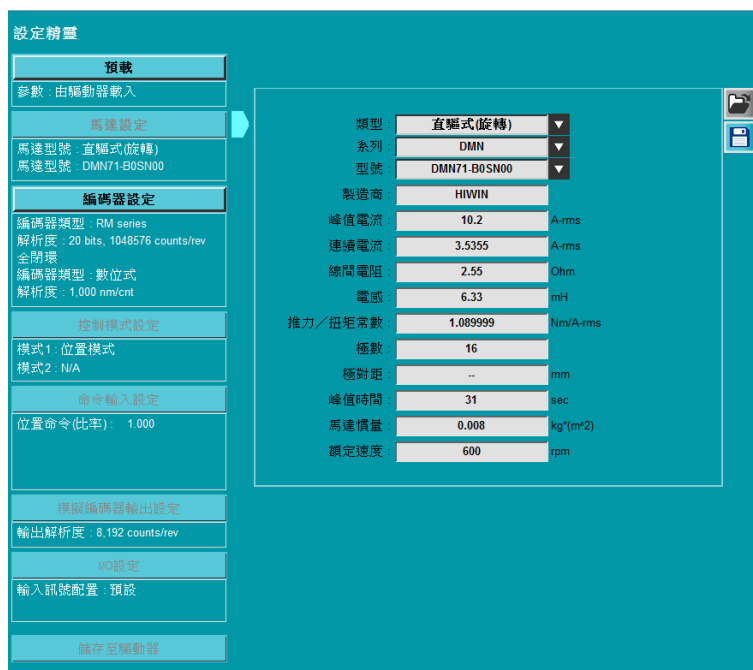 設定精靈
預載
參數 : 由驅動器載入
馬達設定
馬達型號 : 直驅式(旋轉)
馬達型號 : DMN71-B0SN00
編碼器設定
編碼器類型 : RM series
解析度 : 20 bits, 1048576 counts/rev
全閉環
編碼器類型 : 數位式
解析度 : 1,000 nm/cnt
控制模式設定
模式1 : 位置模式
模式2 : N/A
命令輸入設定
位置命令(比率) : 1.000
模擬編碼器輸出設定
輸出解析度 : 8,192 counts/rev
I/O設定
輸入訊號配置 : 預設
儲存至驅動器
類型 : 直驅式(旋轉)
系列 : DMN
型號 : DMN71-B0SN00
製造商 : HIWIN
峰值電流 : 10.2 A-rms
連續電流 : 3.5355 A-rms
線間電阻 : 2.55 Ohm
電感 : 6.33 mH
推力／扭矩常數 : 1.089999 Nm/A-rms
極數 : 16
極對距 : -- mm
峰值時間 : 31 sec
馬達慣量 : 0.008 kg*(m^2)
額定速度 : 600 rpm